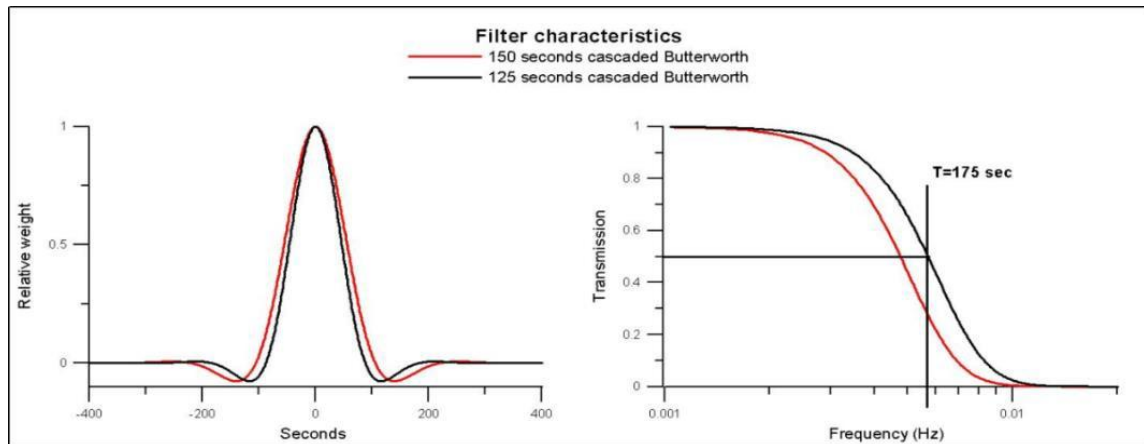 Filter characteristics
150 seconds cascaded Butterworth
125 seconds cascaded Butterworth
Relative weight
1
0.5
0
-400
-200
0
200
400
Seconds
Transmission
1
0.8
0.6
0.4
0.2
0
T=175 sec
0.001
0.01
Frequency (Hz)